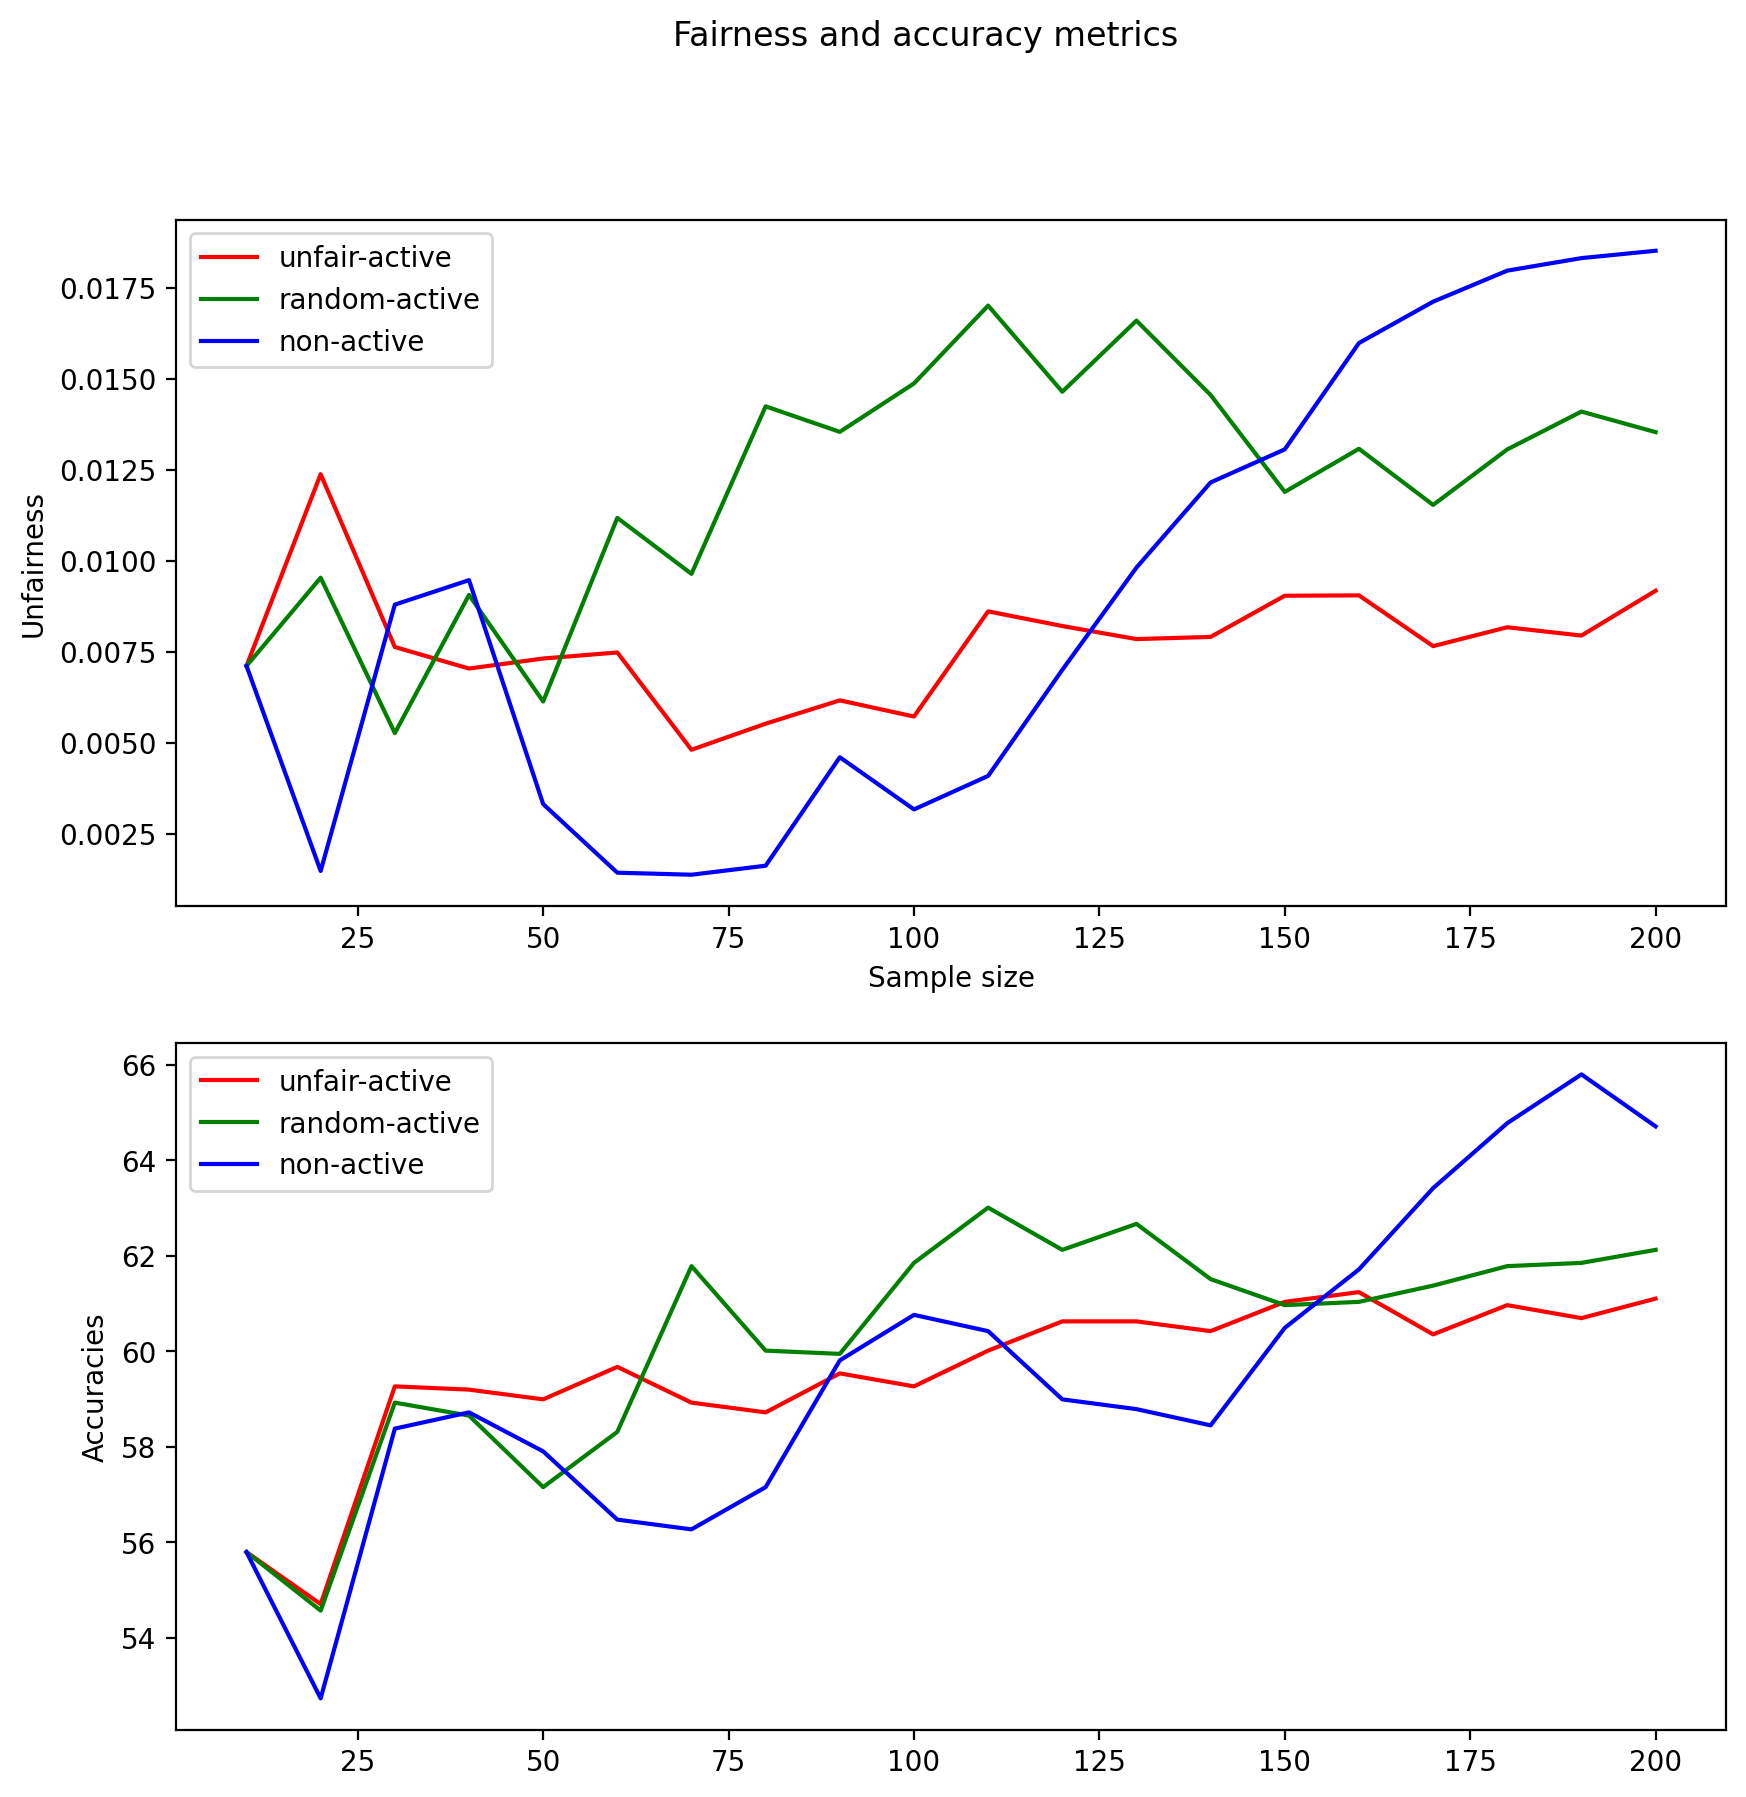 Fairness and accuracy metrics
unfair-active
random-active
non-active
0.0175
0.0150
0.0125
0.0100
0.0075
0.0050
0.0025
Unfairness
25 50 75 100 125 150 175 200
Sample size
unfair-active
random-active
non-active
66
64
62
60
58
56
54
Accuracies
25 50 75 100 125 150 175 200